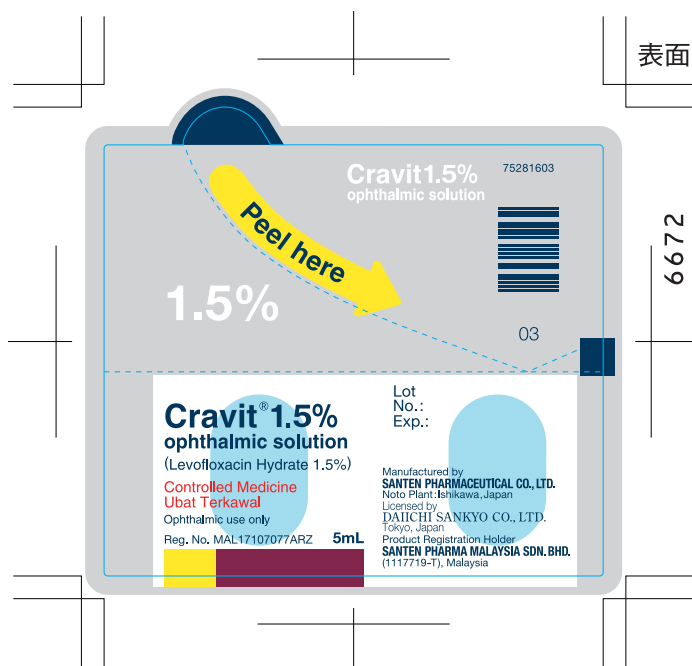 表面
Cravit 1.5%
ophthalmic solution
75281603
Peel here
6672
1.5%
03
Cravit® 1.5%
ophthalmic solution
(Levofloxacin Hydrate 1.5%)
Controlled Medicine
Ubat Terkawal
Ophthalmic use only
Reg. No. MAL17107077ARZ 5mL
Lot
No.:
Exp.:
Manufactured by
SANTEN PHARMACEUTICAL CO., LTD.
Noto Plant: Ishikawa, Japan
Licensed by
DAIICHI SANKYO CO., LTD.
Tokyo, Japan
Product Registration Holder
SANTEN PHARMA MALAYSIA SDN. BHD.
(1117719-T), Malaysia